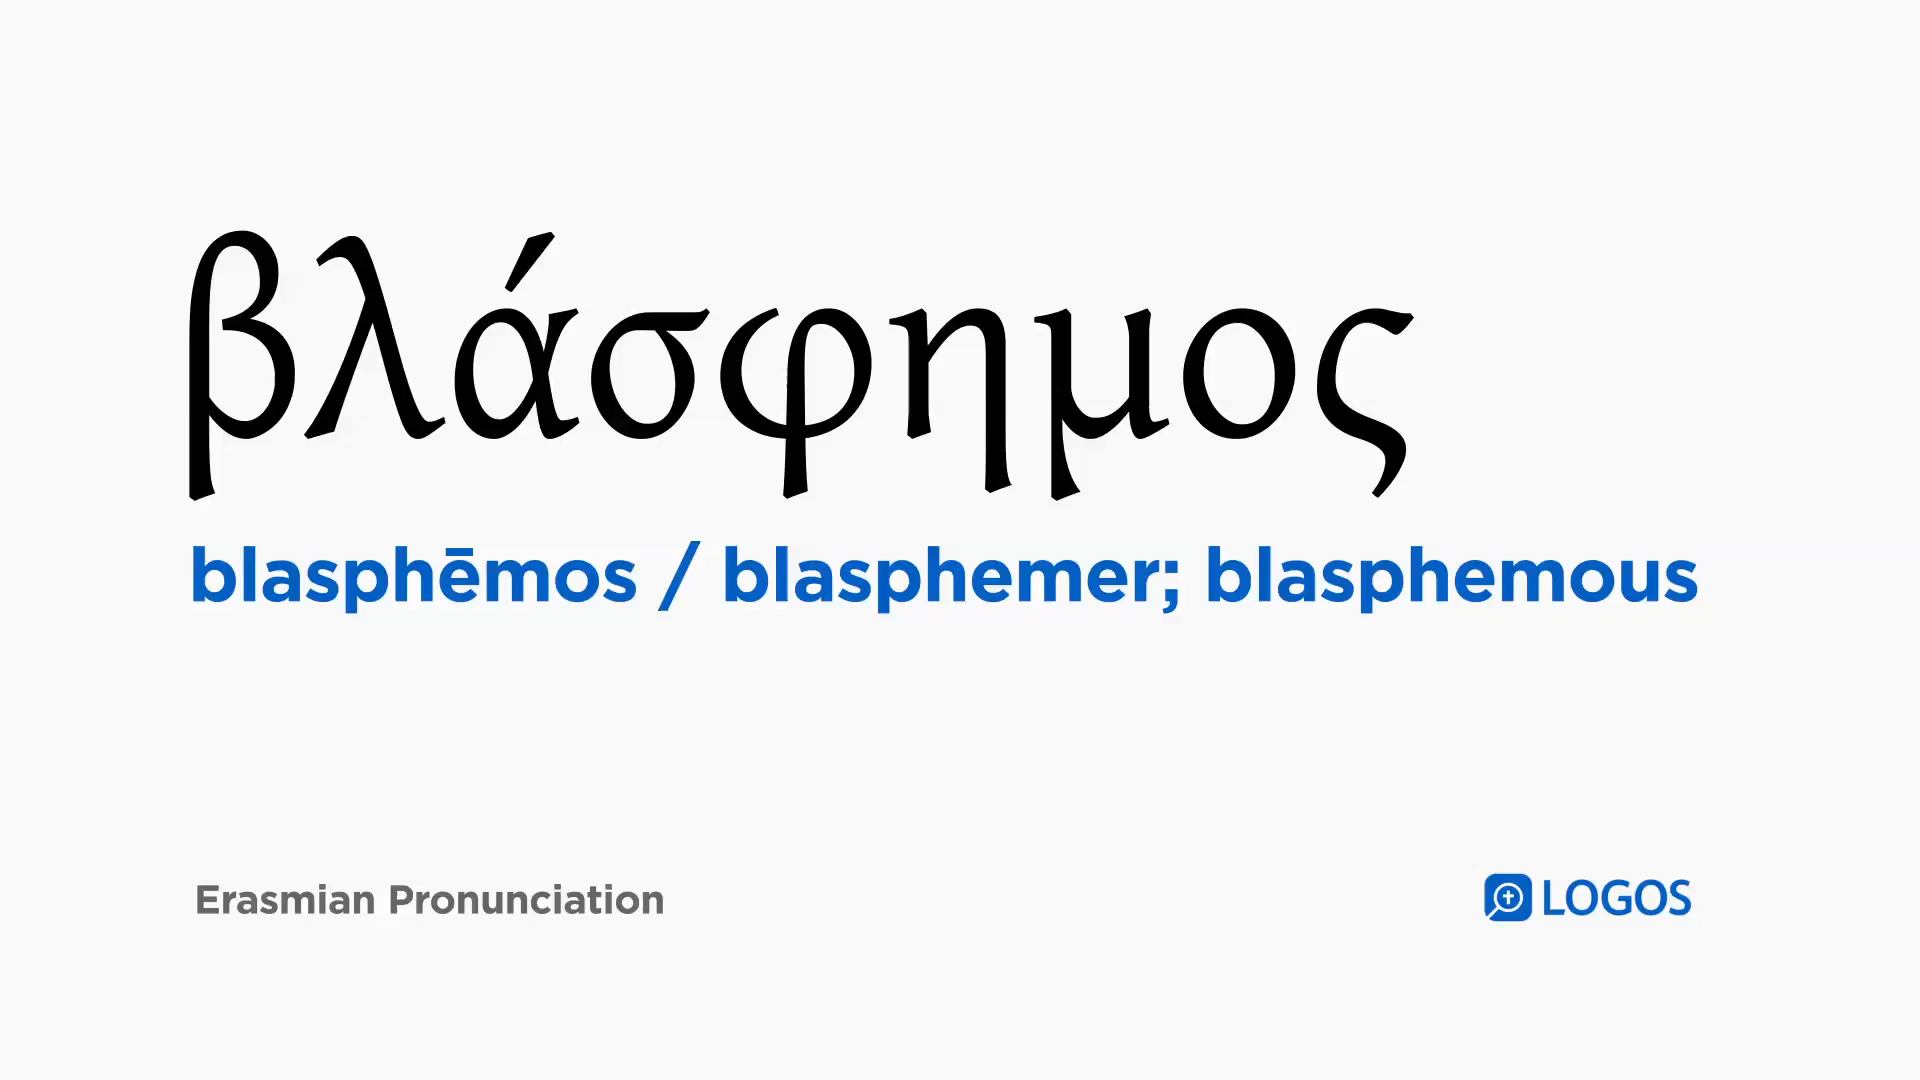 βλάσφημος
blasphēmos / blasphemer; blasphemous
Erasmian Pronunciation
LOGOS